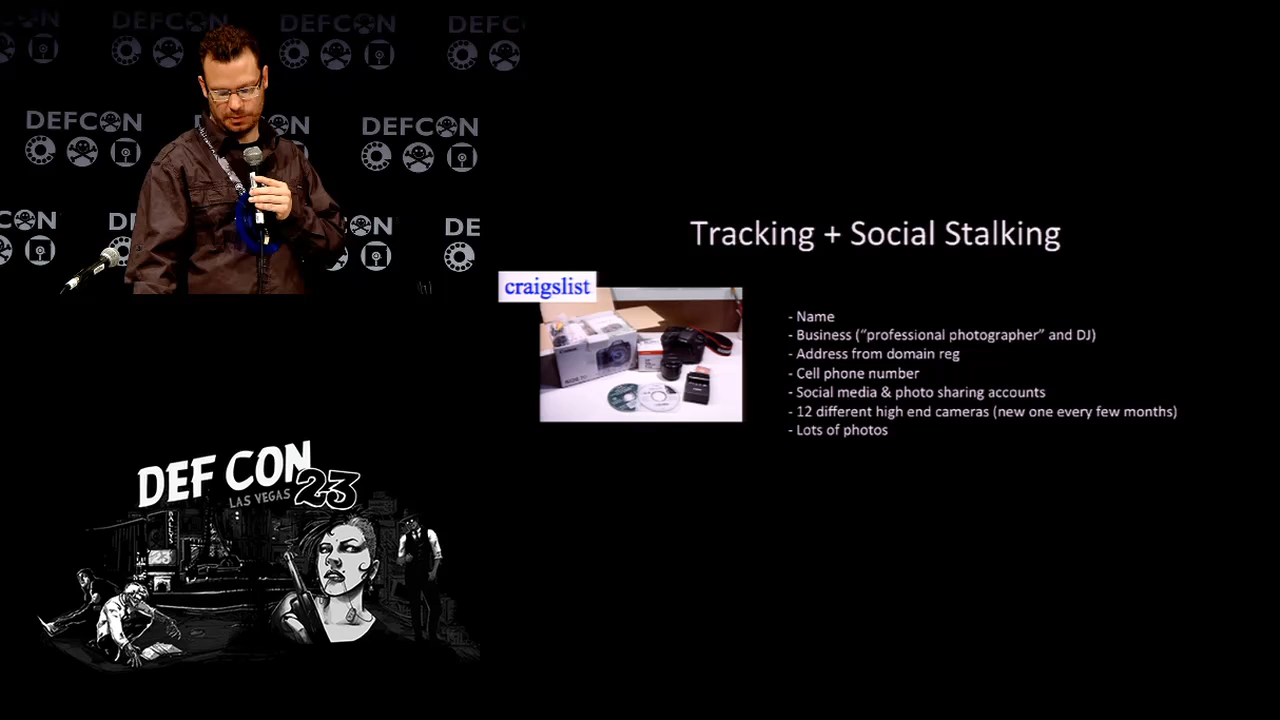 DEFCON
DEFCON
DEFCON
DEFCON
DEFCON
Tracking + Social Stalking
craigslist
- Name
- Business (“professional photographer” and DJ)
- Address from domain reg
- Cell phone number
- Social media & photo sharing accounts
- 12 different high end cameras (new one every few months)
- Lots of photos
DEF CON
23
LAS VEGAS
BALLY'S
23